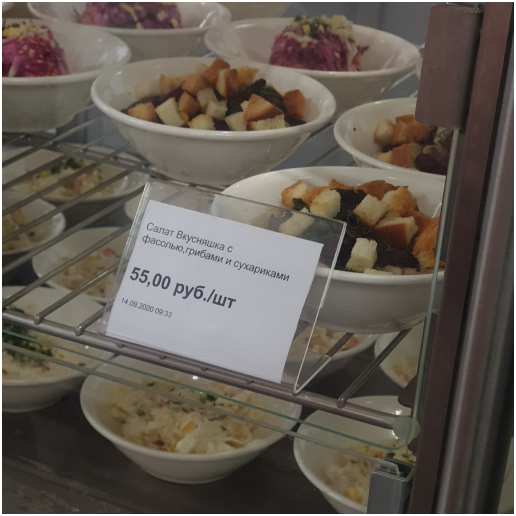 Салат Вкусняшка с
фасолью,грибами и сухариками
55,00 руб./шт
14.09.2020 09:33